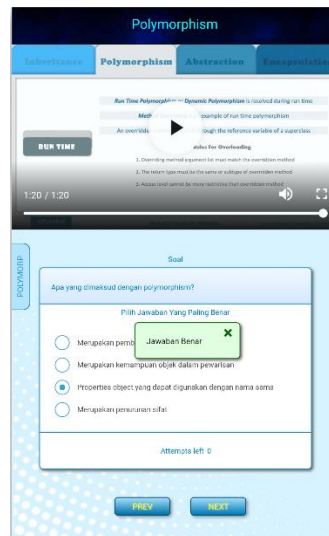 Polymorphism
Inheritance
Polymorphism
Abstraction
Encapsulatio
Run Time Polymorphism or Dynamic Polymorphism is received during run time
example of run time polymorphism
An overridde
rough the reference variable of a superclass
RUN TIME
Rules for Overloading
1. Overriding method argument list must match the overridden method
2. The return type must be the same or subtype of overridden method
3. Access level cannot be more restrictive than overridden method
1:20 / 1:20
POLYMORP
Soal
Apa yang dimaksud dengan polymorphism?
Pilih Jawaban Yang Paling Benar
Merupakan pemb
Jawaban Benar
Merupakan kemampuan objek dalam pewarisan
Properties object yang dapat digunakan dengan nama sama
Merupakan penurunan sifat
Attempts left 0
PREV
NEXT